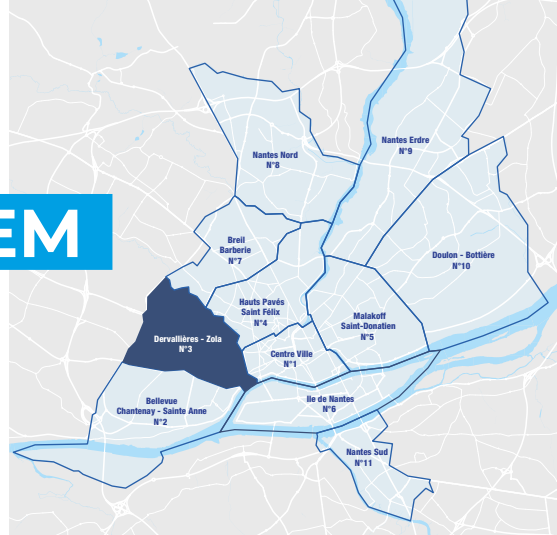 EM
Nantes Nord
N°8
Nantes Erdre
N°9
Breil
Barberie
N°7
Doulon - Bottière
N°10
Hauts Pavés
Saint Félix
N°4
Malakoff
Saint-Donatien
N°5
Dervallières - Zola
N°3
Centre Ville
N°1
Bellevue
Chantenay - Sainte Anne
N°2
Ile de Nantes
N°6
Nantes Sud
N°11